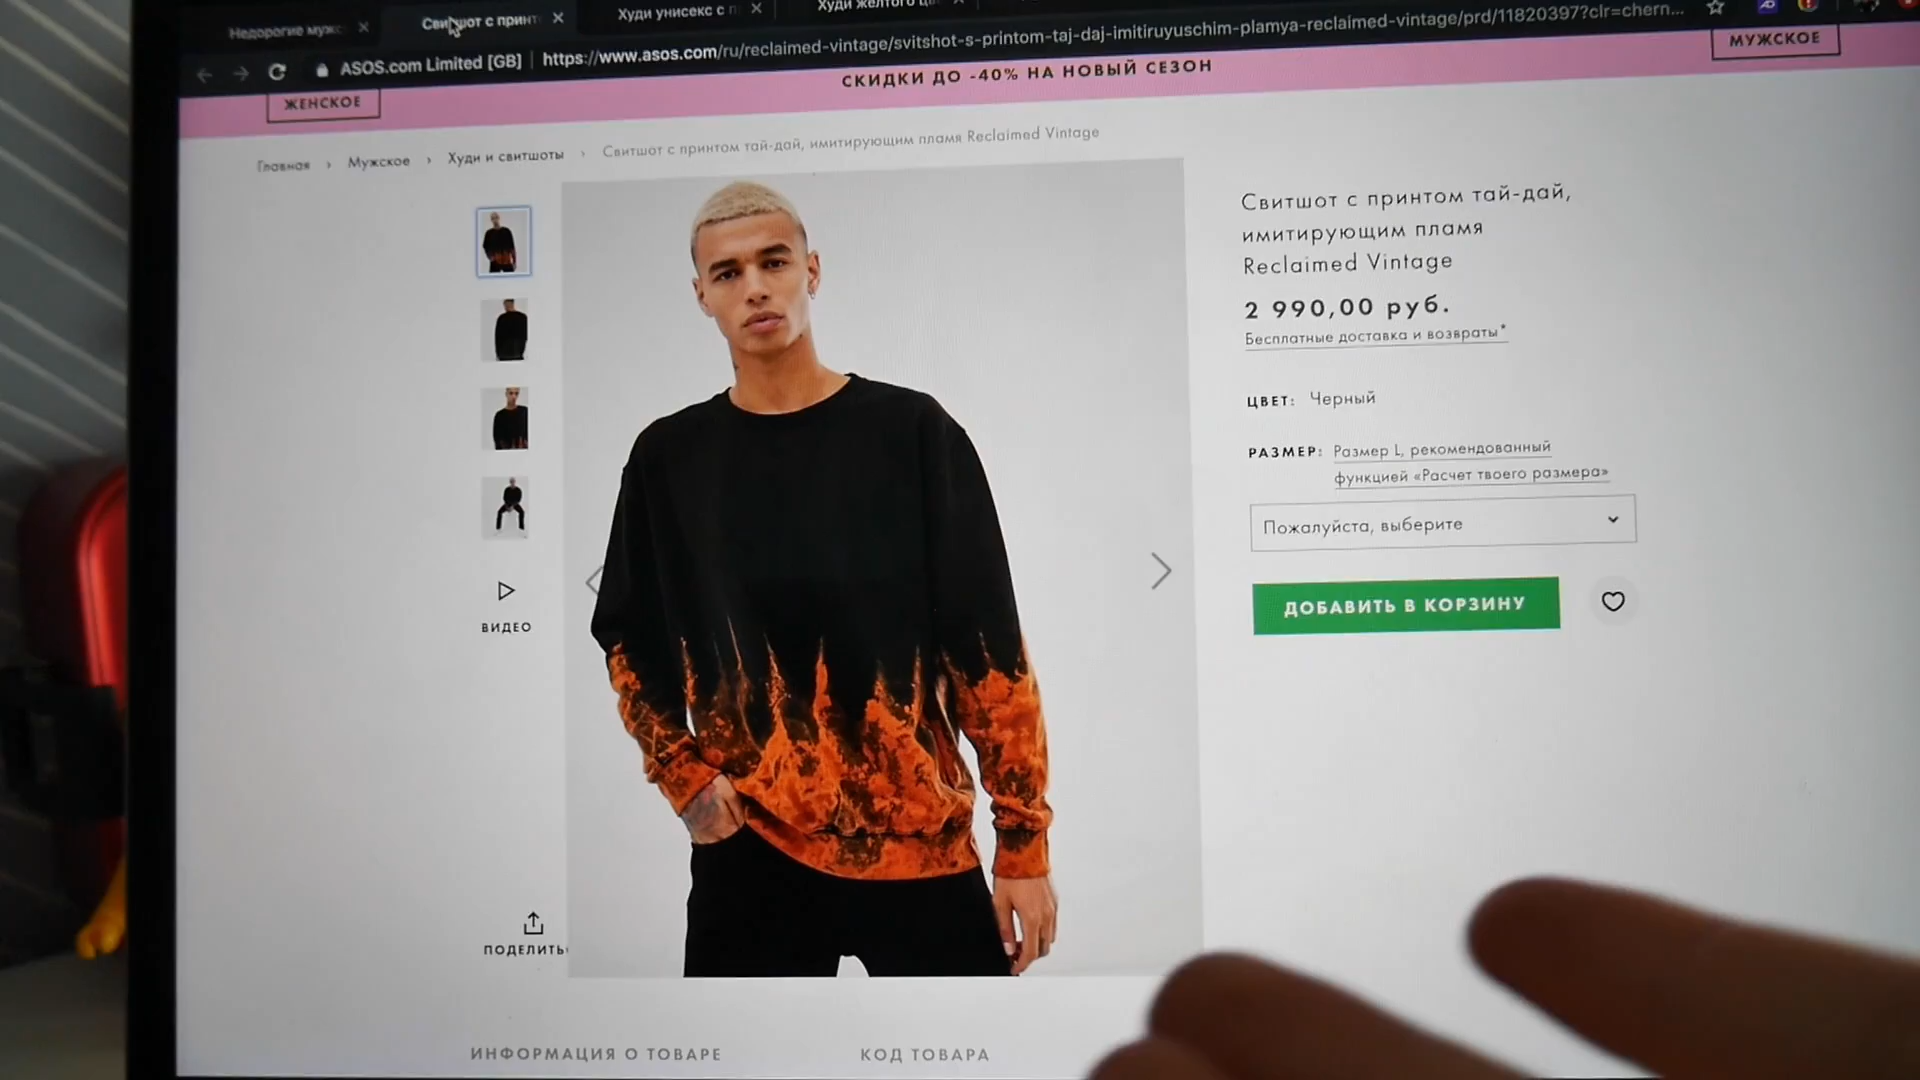 Недорогие мужс
Свитшот с принт
Худи унисекс с п
Худи желтого цв
ASOS.com Limited [GB]
https://www.asos.com/ru/reclaimed-vintage/svitshot-s-printom-taj-daj-imitiruyuschim-plamya-reclaimed-vintage/prd/11820397?clr=chern...
ЖЕНСКОЕ
СКИДКИ ДО -40% НА НОВЫЙ СЕЗОН
МУЖСКОЕ
Главная › Мужское › Худи и свитшоты › Свитшот с принтом тай-дай, имитирующим пламя Reclaimed Vintage
Свитшот с принтом тай-дай,
имитирующим пламя
Reclaimed Vintage
2 990,00 руб.
Бесплатные доставка и возвраты*
ЦВЕТ: Черный
РАЗМЕР: Размер L, рекомендованный
функцией «Расчет твоего размера»
Пожалуйста, выберите
ДОБАВИТЬ В КОРЗИНУ
ВИДЕО
ПОДЕЛИТЬ
ИНФОРМАЦИЯ О ТОВАРЕ
КОД ТОВАРА